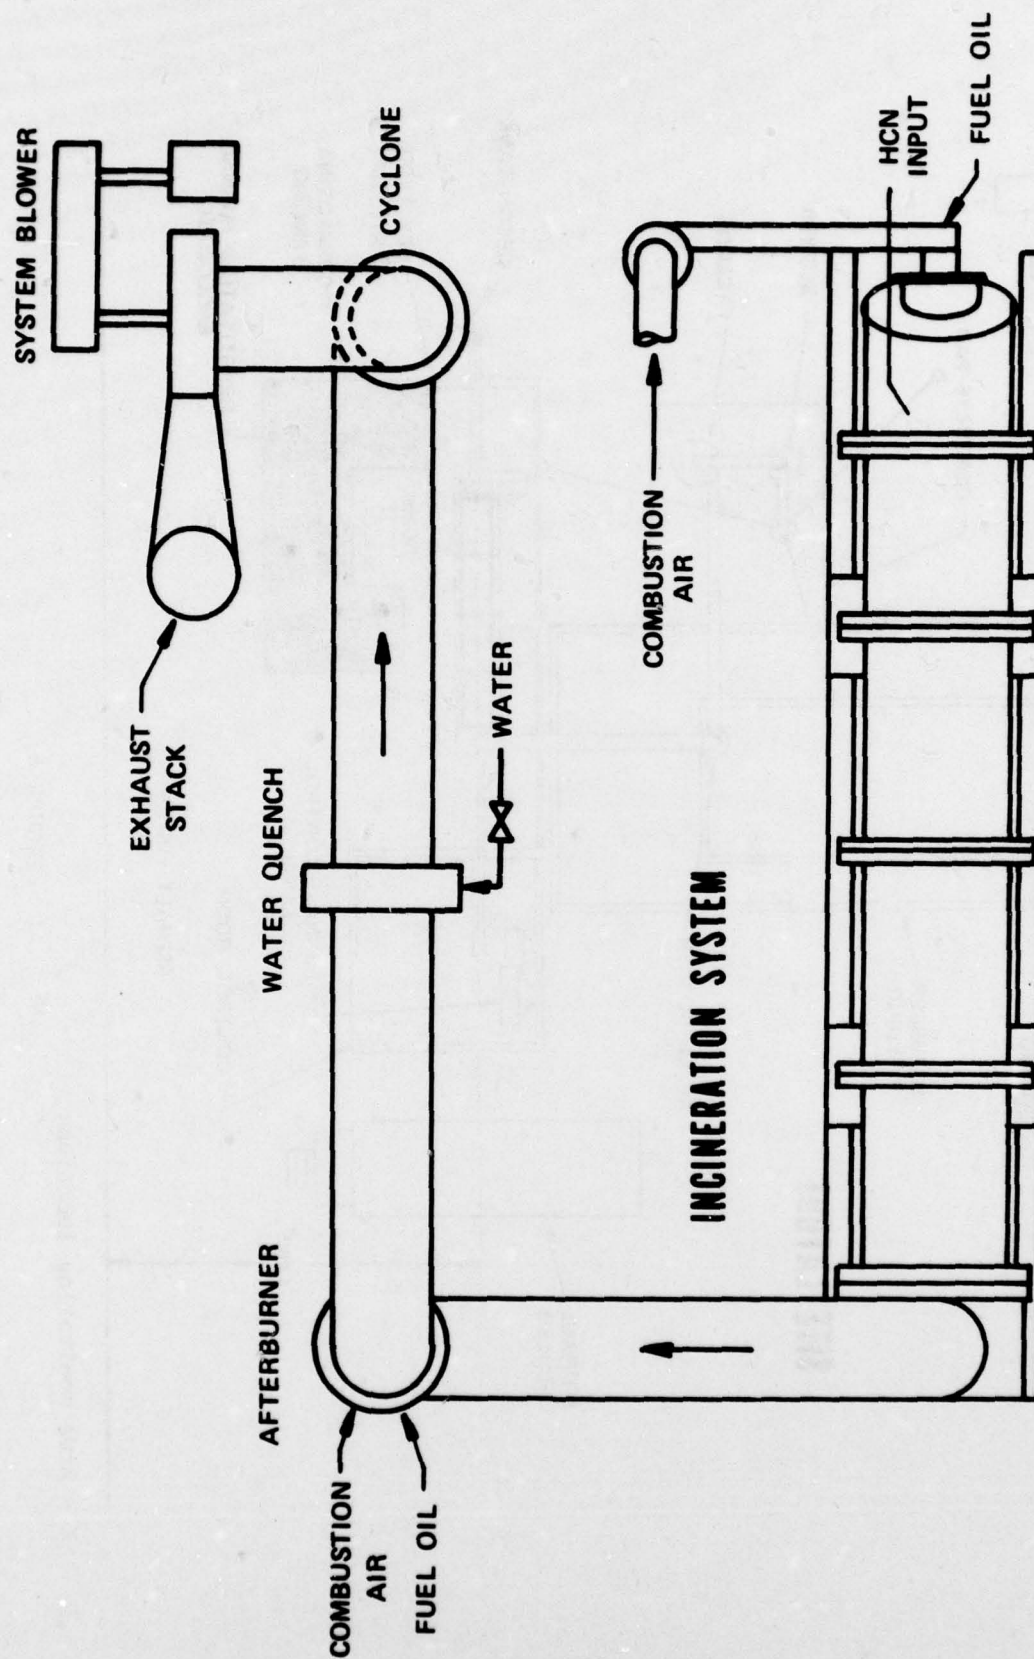 SYSTEM BLOWER
EXHAUST
STACK
CYCLONE
WATER QUENCH
WATER
AFTERBURNER
COMBUSTION
AIR
FUEL OIL
COMBUSTION
AIR
HCN
INPUT
FUEL OIL
INCINERATION SYSTEM